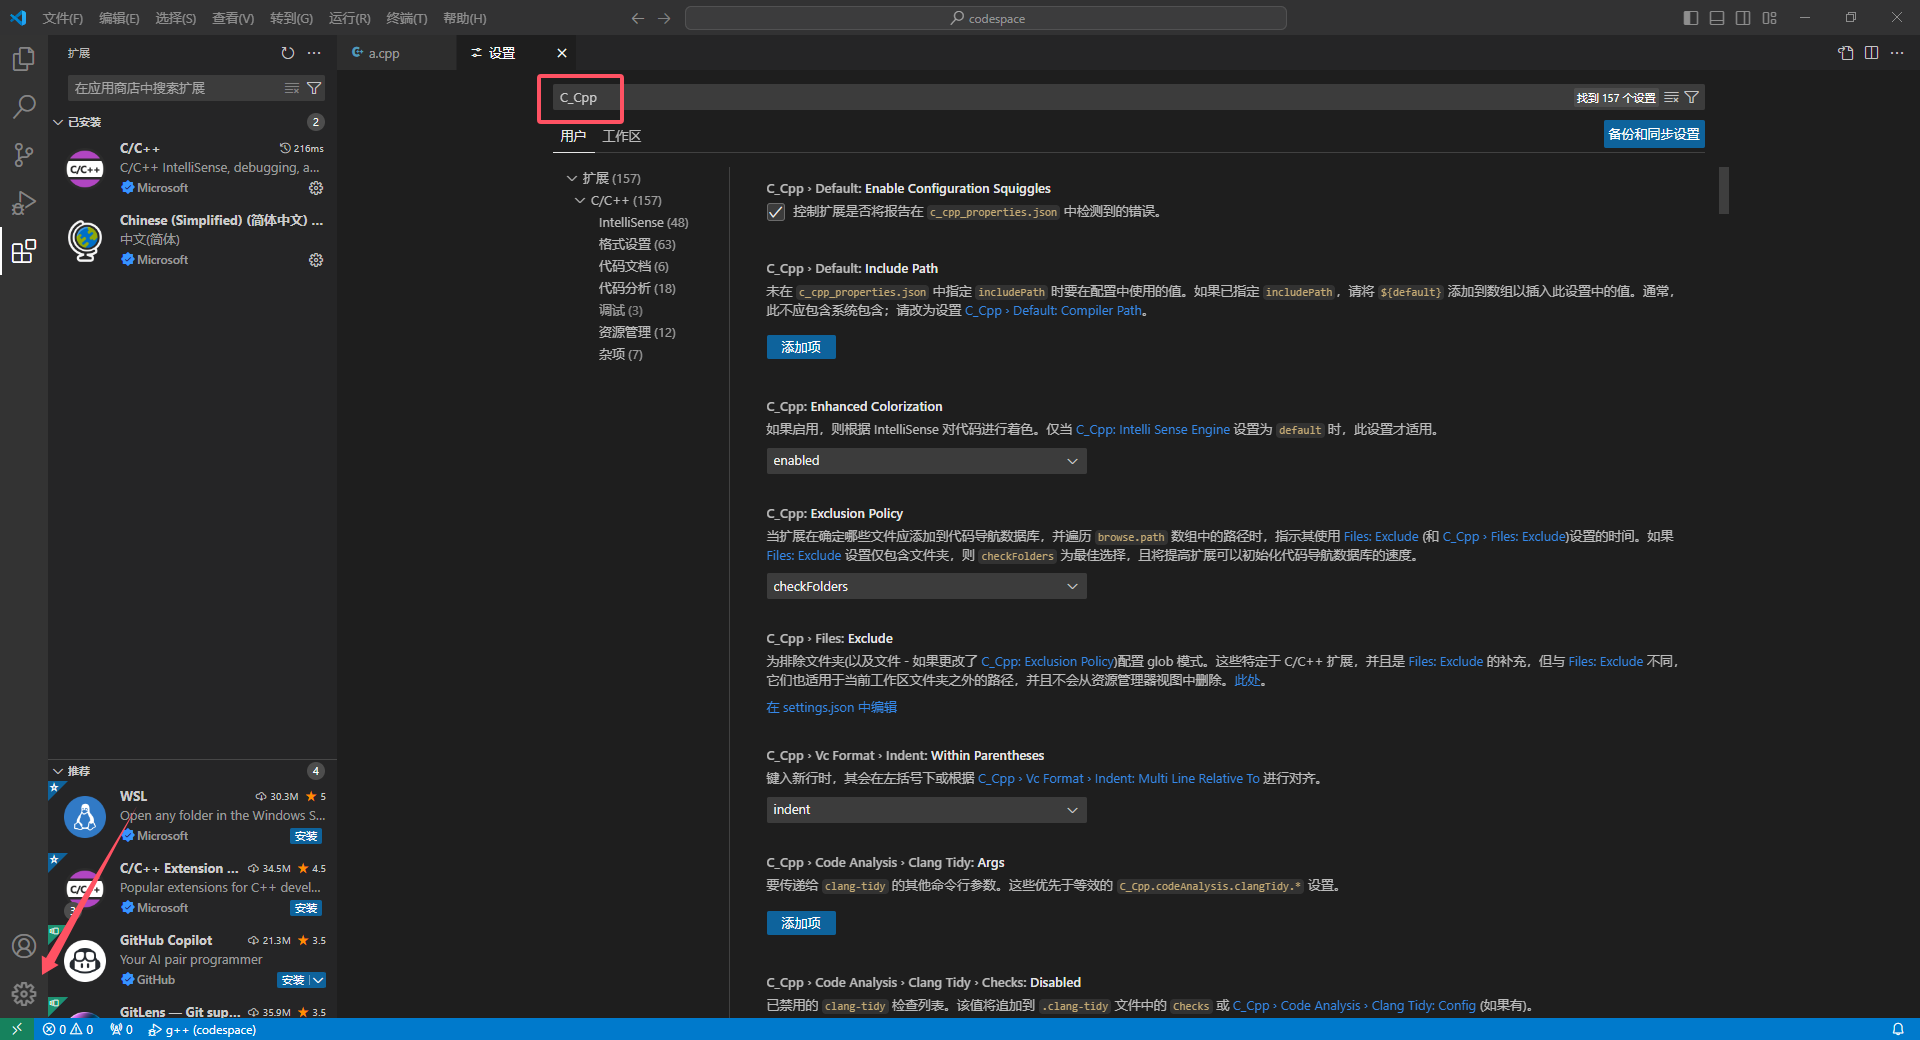 文件(F) 编辑(E) 选择(S) 查看(V) 转到(G) 运行(R) 终端(T) 帮助(H)
codespace
扩展
在应用商店中搜索扩展
已安装 2
C/C++ 216ms
C/C++ IntelliSense, debugging, a...
Microsoft
Chinese (Simplified) (简体中文) ...
中文(简体)
Microsoft
推荐 4
WSL 30.3M 5
Open any folder in the Windows S...
Microsoft 安装
C/C++ Extension ... 34.5M 4.5
Popular extensions for C++ devel...
Microsoft 安装
GitHub Copilot 21.3M 3.5
Your AI pair programmer
GitHub 安装
GitLens — Git sup... 35.9M 3.5
a.cpp 设置
C_Cpp 找到 157 个设置
用户 工作区 备份和同步设置
扩展 (157)
C/C++ (157)
IntelliSense (48)
格式设置 (63)
代码文档 (6)
代码分析 (18)
调试 (3)
资源管理 (12)
杂项 (7)
C_Cpp › Default: Enable Configuration Squiggles
控制扩展是否将报告在 c_cpp_properties.json 中检测到的错误。
C_Cpp › Default: Include Path
未在 c_cpp_properties.json 中指定 includePath 时要在配置中使用的值。如果已指定 includePath，请将 ${default} 添加到数组以插入此设置中的值。通常，
此不应包含系统包含；请改为设置 C_Cpp › Default: Compiler Path。
添加项
C_Cpp: Enhanced Colorization
如果启用，则根据 IntelliSense 对代码进行着色。仅当 C_Cpp: Intelli Sense Engine 设置为 default 时，此设置才适用。
enabled
C_Cpp: Exclusion Policy
当扩展在确定哪些文件应添加到代码导航数据库，并遍历 browse.path 数组中的路径时，指示其使用 Files: Exclude (和 C_Cpp › Files: Exclude)设置的时间。如果
Files: Exclude 设置仅包含文件夹，则 checkFolders 为最佳选择，且将提高扩展可以初始化代码导航数据库的速度。
checkFolders
C_Cpp › Files: Exclude
为排除文件夹(以及文件 - 如果更改了 C_Cpp: Exclusion Policy)配置 glob 模式。这些特定于 C/C++ 扩展，并且是 Files: Exclude 的补充，但与 Files: Exclude 不同，
它们也适用于当前工作区文件夹之外的路径，并且不会从资源管理器视图中删除。此处。
在 settings.json 中编辑
C_Cpp › Vc Format › Indent: Within Parentheses
键入新行时，其会在左括号下或根据 C_Cpp › Vc Format › Indent: Multi Line Relative To 进行对齐。
indent
C_Cpp › Code Analysis › Clang Tidy: Args
要传递给 clang-tidy 的其他命令行参数。这些优先于等效的 C_Cpp.codeAnalysis.clangTidy.* 设置。
添加项
C_Cpp › Code Analysis › Clang Tidy › Checks: Disabled
已禁用的 clang-tidy 检查列表。该值将追加到 .clang-tidy 文件中的 Checks 或 C_Cpp › Code Analysis › Clang Tidy: Config (如果有)。
0 0 0 g++ (codespace)